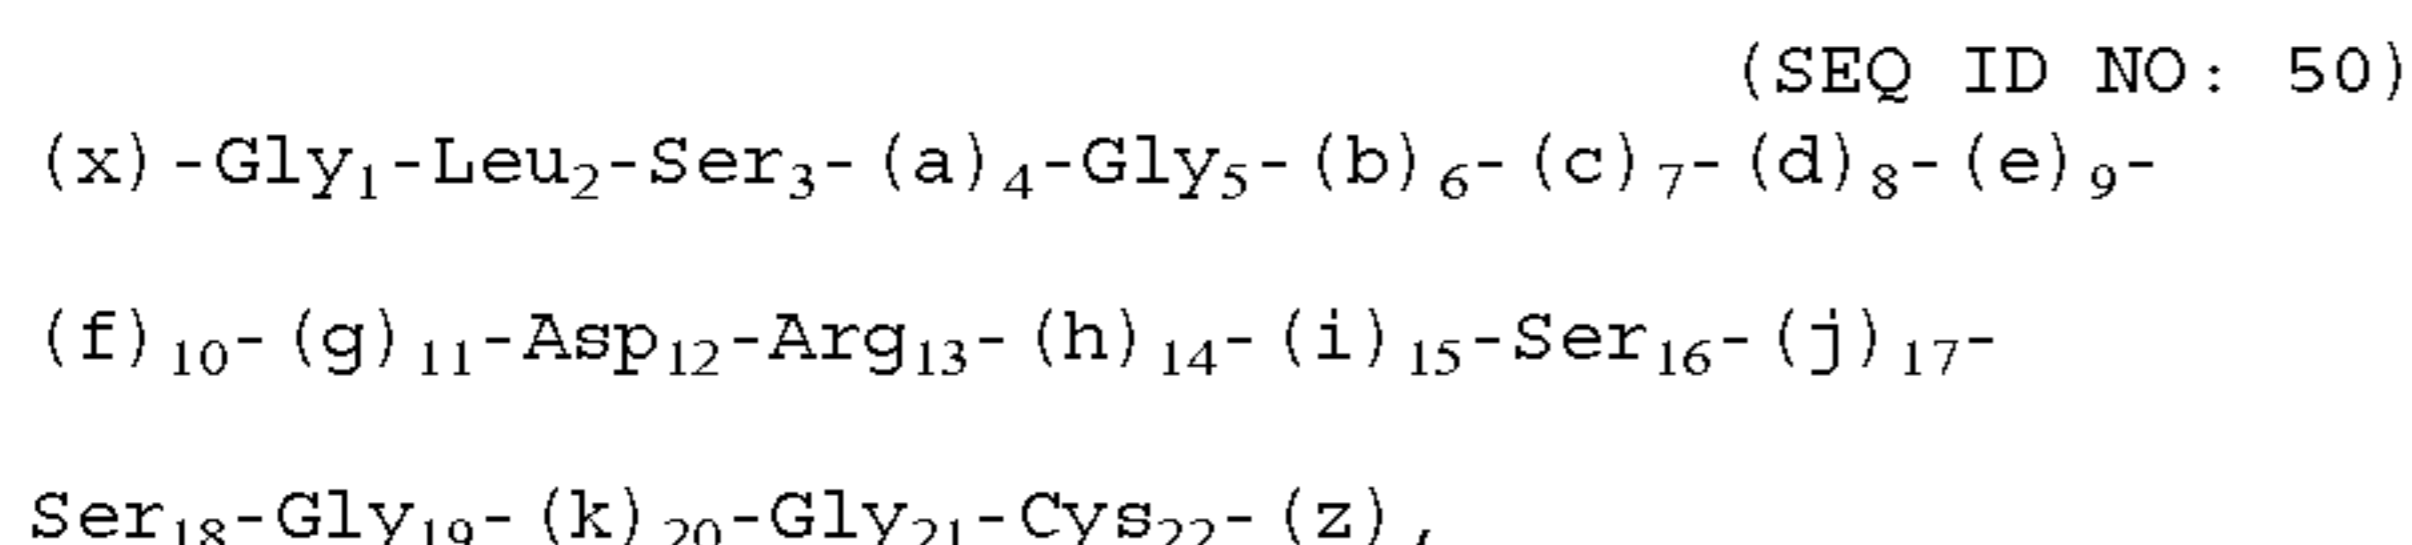 (SEQ ID NO: 50)
(x)-Gly₁-Leu₂-Ser₃-(a)₄-Gly₅-(b)₆-(c)₇-(d)₈-(e)₉-
(f)₁₀-(g)₁₁-Asp₁₂-Arg₁₃-(h)₁₄-(i)₁₅-Ser₁₆-(j)₁₇-
Ser₁₈-Gly₁₉-(k)₂₀-Gly₂₁-Cys₂₂-(z),